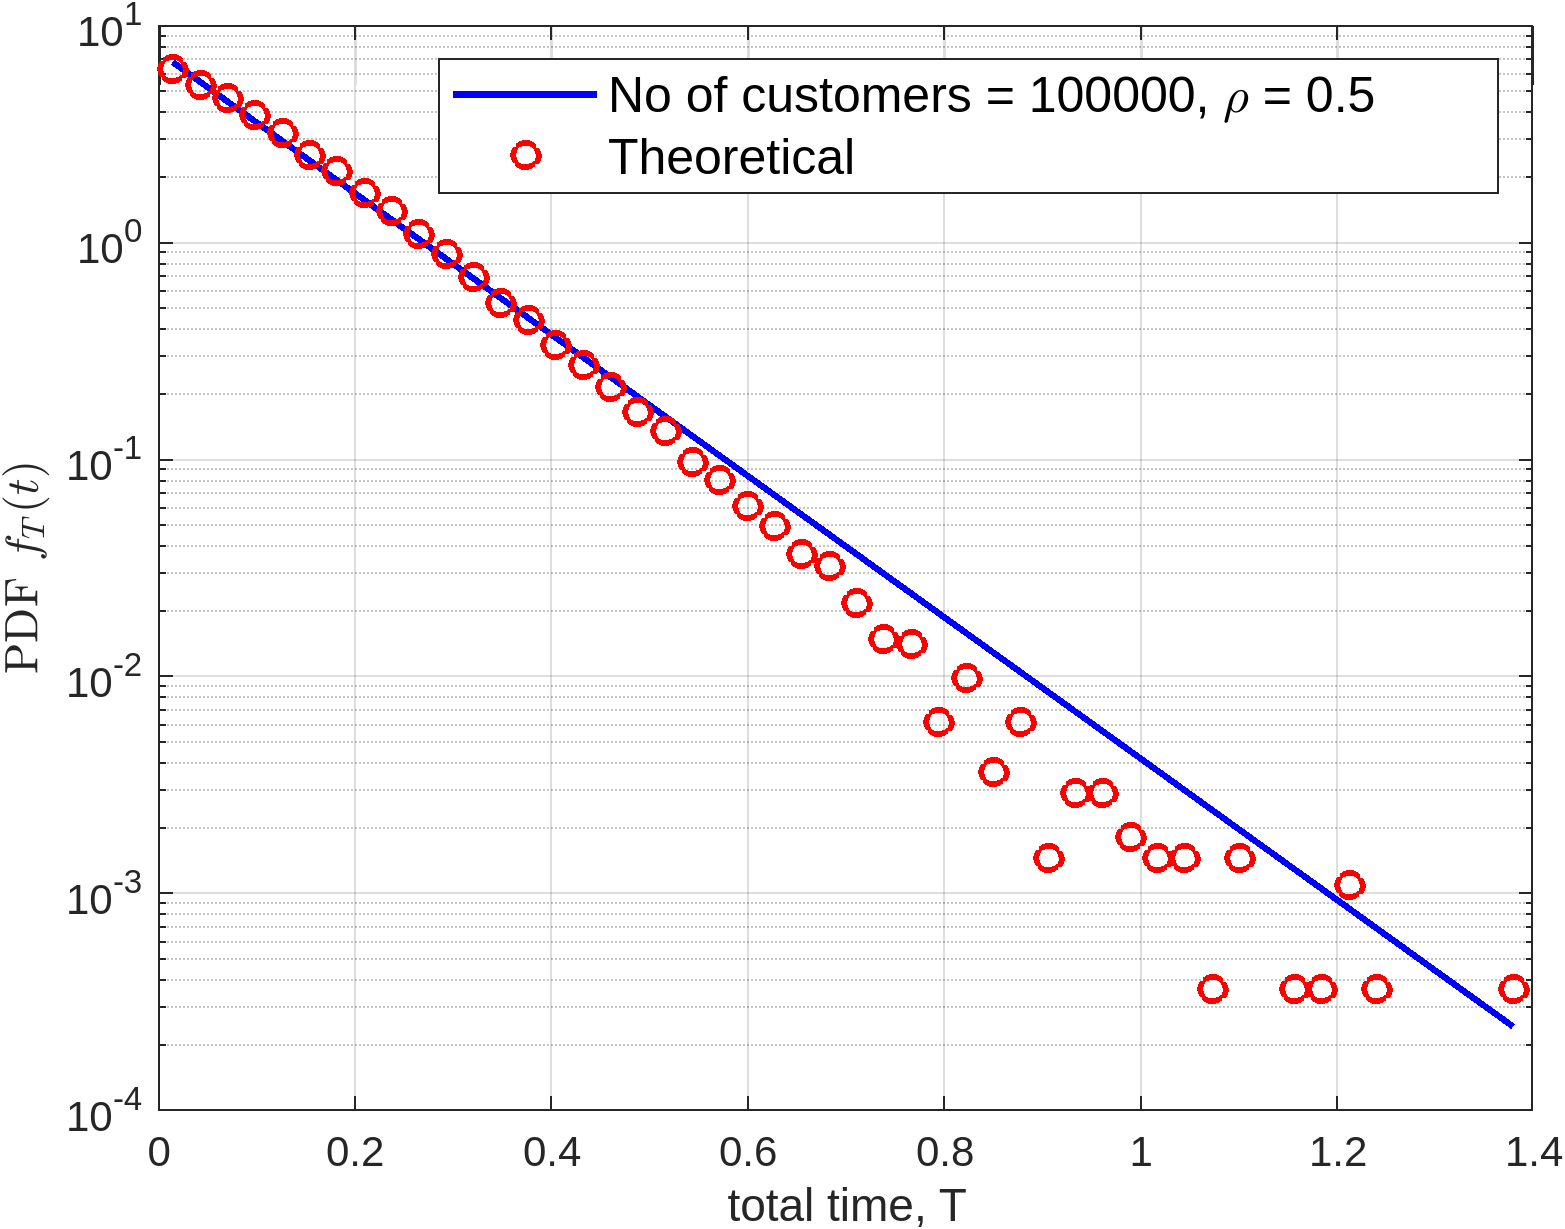 10^1
10^0
10^-1
10^-2
10^-3
10^-4
PDF f_T(t)
No of customers = 100000, ρ = 0.5
Theoretical
0 0.2 0.4 0.6 0.8 1 1.2 1.4
total time, T